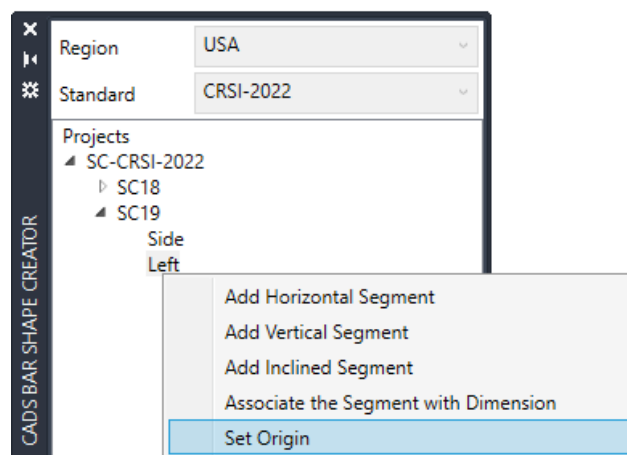 Region USA
Standard CRSI-2022
Projects
SC-CRSI-2022
SC18
SC19
Side
Left
Add Horizontal Segment
Add Vertical Segment
Add Inclined Segment
Associate the Segment with Dimension
Set Origin
CADS BAR SHAPE CREATOR